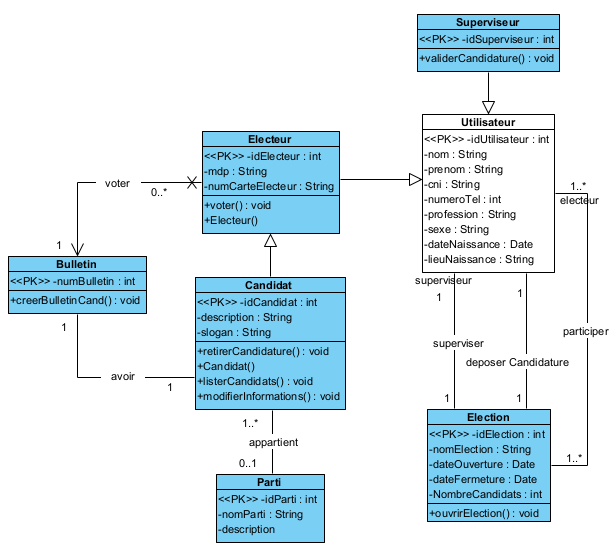 Superviseur
<<PK>> -idSuperviseur : int
+validerCandidature() : void
Utilisateur
<<PK>> -idUtilisateur : int
-nom : String
-prenom : String
-cni : String
-numeroTel : int
-profession : String
-sexe : String
-dateNaissance : Date
-lieuNaissance : String
Electeur
<<PK>> -idElecteur : int
-mdp : String
-numCarteElecteur : String
+voter() : void
+Electeur()
voter
0..*
1
1..*
electeur
Bulletin
<<PK>> -numBulletin : int
+creerBulletinCand() : void
1
avoir
1
Candidat
<<PK>> -idCandidat : int
-description : String
-slogan : String
+retirerCandidature() : void
+Candidat()
+listerCandidats() : void
+modifierInformations() : void
superviseur
1
1
superviser
participer
deposer Candidature
1
1
1..*
appartient
0..1
Parti
<<PK>> -idParti : int
-nomParti : String
-description
Election
<<PK>> -idElection : int
-nomElection : String
-dateOuverture : Date
-dateFermeture : Date
-NombreCandidats : int
+ouvrirElection() : void
1..*